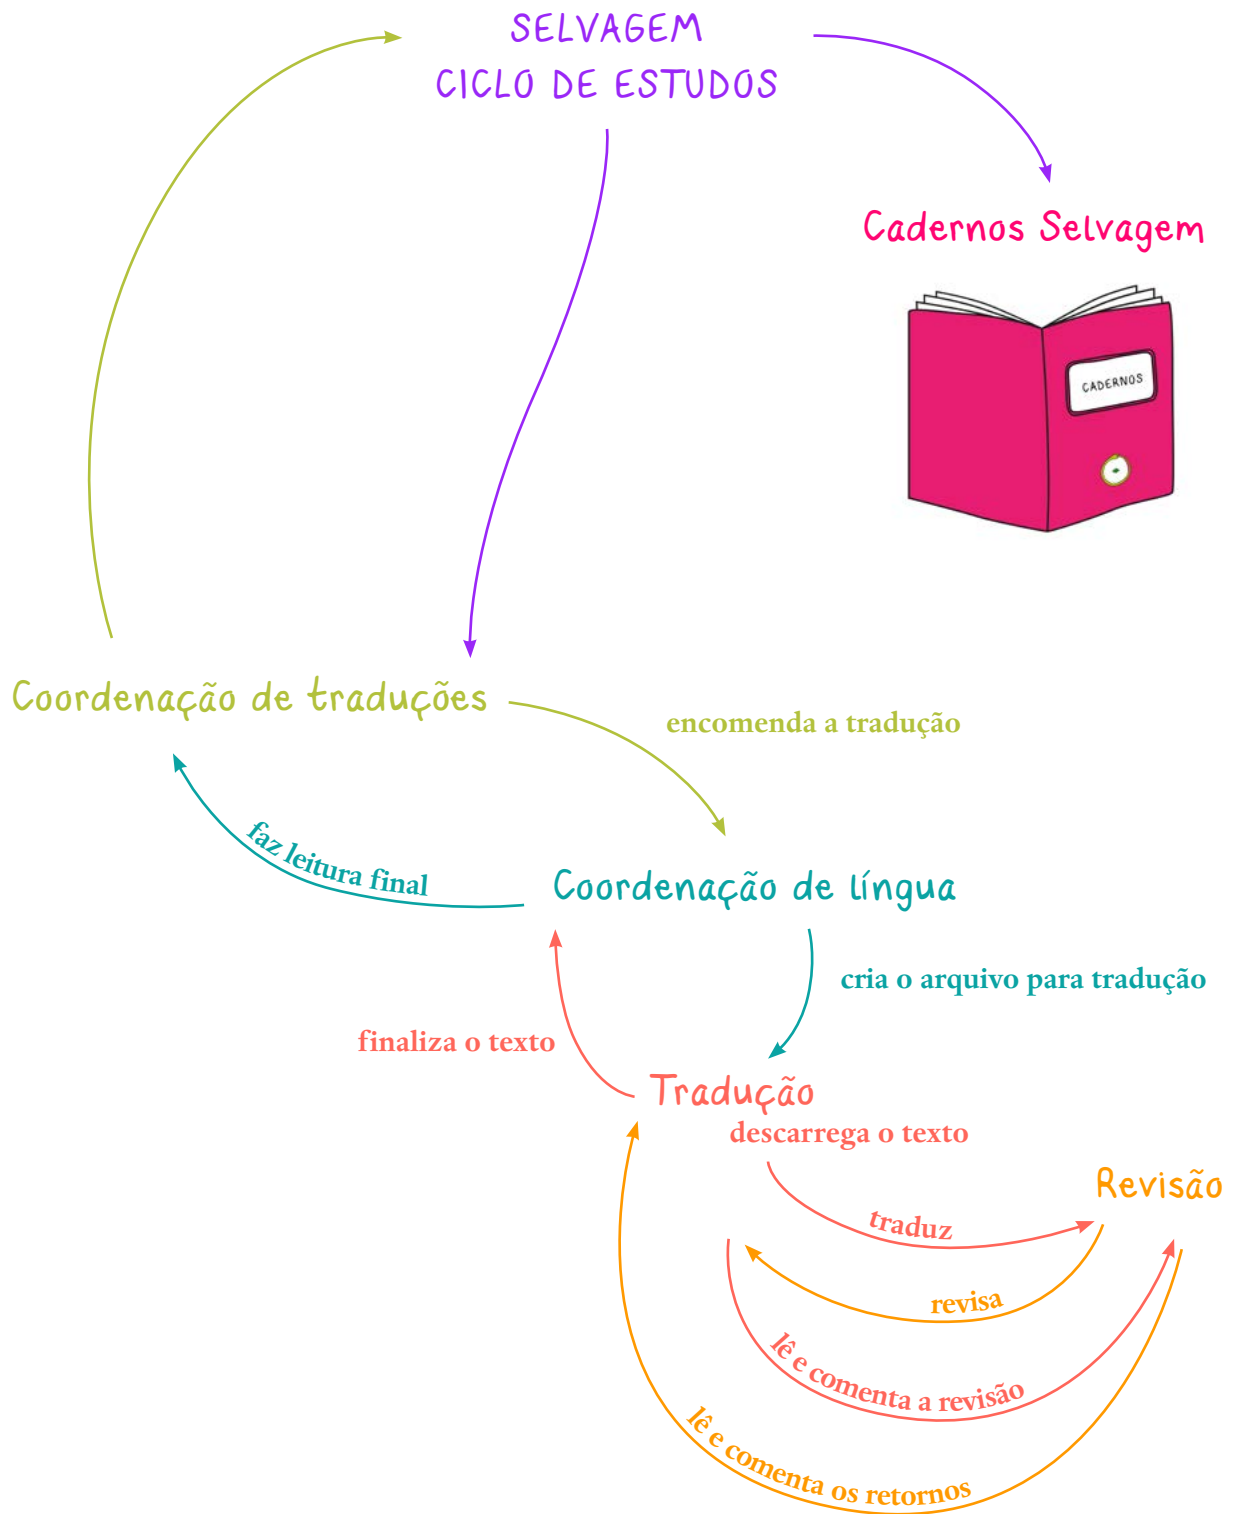 SELVAGEM
CICLO DE ESTUDOS
Cadernos Selvagem
CADERNOS
Coordenação de traduções
encomenda a tradução
faz leitura final
Coordenação de língua
cria o arquivo para tradução
finaliza o texto
Tradução
descarrega o texto
Revisão
traduz
revisa
lê e comenta a revisão
lê e comenta os retornos